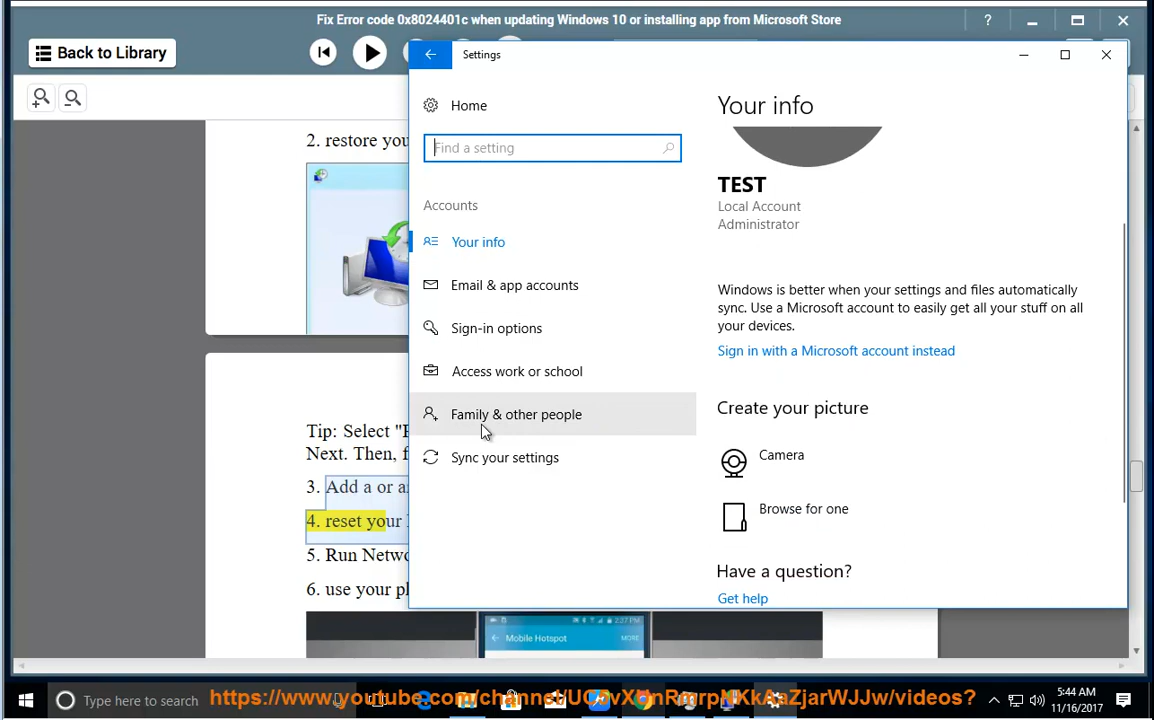 Fix Error code 0x8024401c when updating Windows 10 or installing app from Microsoft Store
?
Back to Library
Settings
Home
Find a setting
Accounts
Your info
Email & app accounts
Sign-in options
Access work or school
Family & other people
Sync your settings
Your info
TEST
Local Account
Administrator
Windows is better when your settings and files automatically
sync. Use a Microsoft account to easily get all your stuff on all
your devices.
Sign in with a Microsoft account instead
Create your picture
Camera
Browse for one
Have a question?
Get help
2. restore you
Tip: Select "
Next. Then, f
3. Add a or a
4. reset your
5. Run Netwo
6. use your p
2:27 PM
Mobile Hotspot
MORE
Type here to search
5:44 AM
11/16/2017